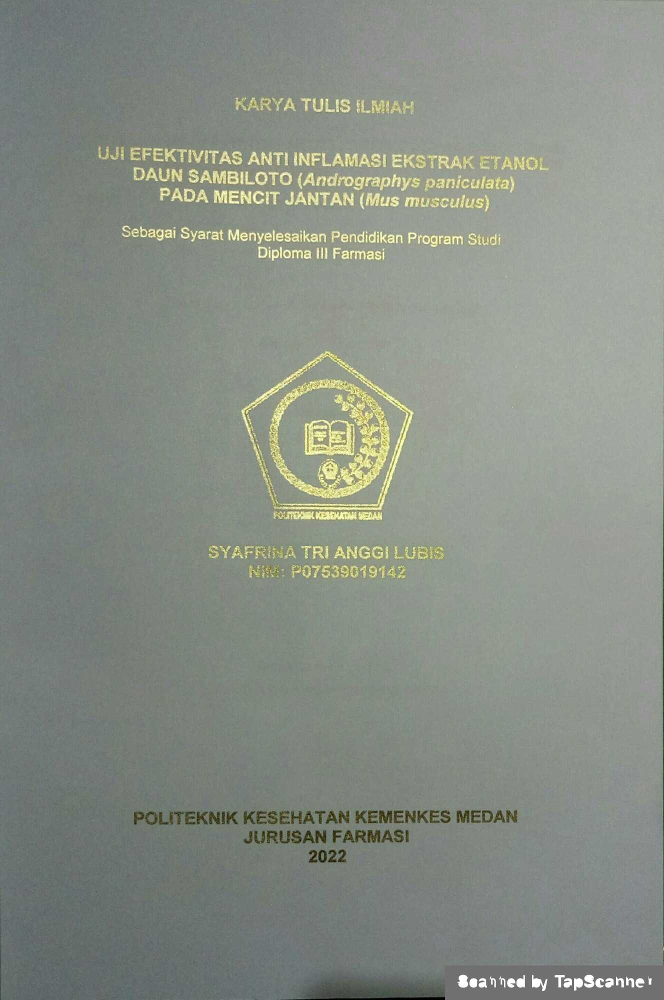 KARYA TULIS ILMIAH
UJI EFEKTIVITAS ANTI INFLAMASI EKSTRAK ETANOL
DAUN SAMBILOTO (Andrographys paniculata)
PADA MENCIT JANTAN (Mus musculus)
Sebagai Syarat Menyelesaikan Pendidikan Program Studi
Diploma III Farmasi
POLITEKNIK KESEHATAN MEDAN
SYAFRINA TRI ANGGI LUBIS
NIM: P07539019142
POLITEKNIK KESEHATAN KEMENKES MEDAN
JURUSAN FARMASI
2022
Scanned by TapScanner